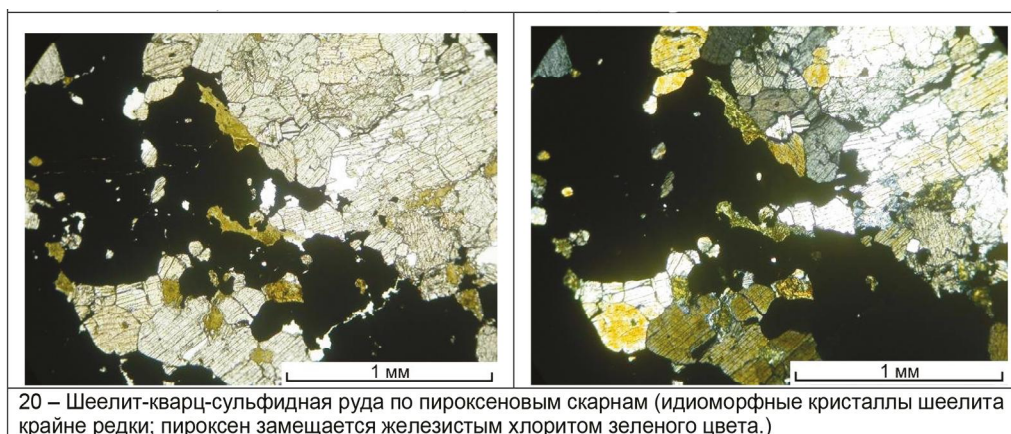 1 мм
1 мм
20 – Шеелит-кварц-сульфидная руда по пироксеновым скарнам (идиоморфные кристаллы шеелита
крайне редки; пироксен замещается железистым хлоритом зеленого цвета.)